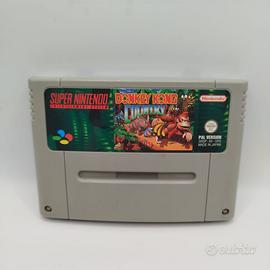 SUPER NINTENDO
ENTERTAINMENT SYSTEM
DONKEY KONG
COUNTRY
Nintendo
PAL VERSION
MADE IN JAPAN
subito